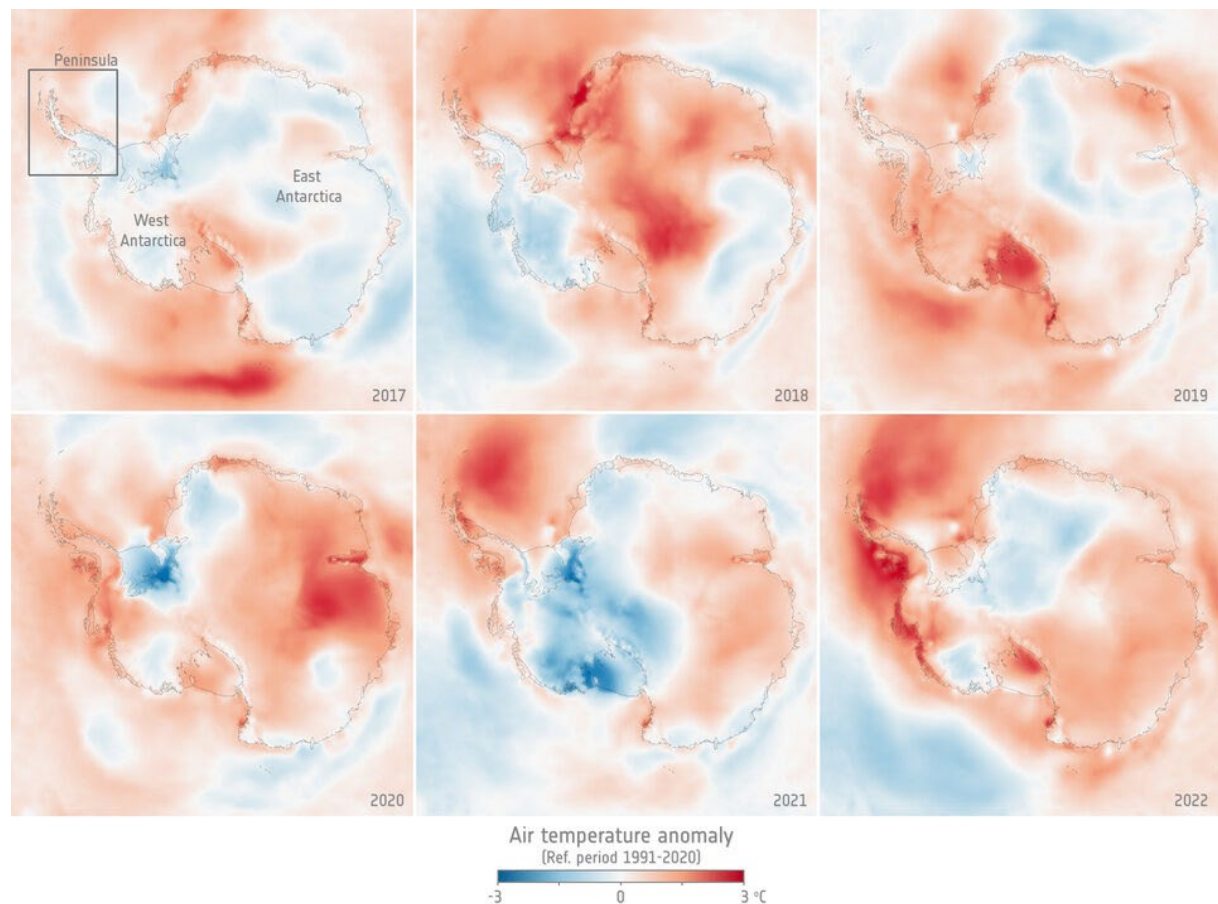 Peninsula
East
Antarctica
West
Antarctica
2017
2018
2019
2020
2021
2022
Air temperature anomaly
(Ref. period 1991-2020)
-3 0 3 °C